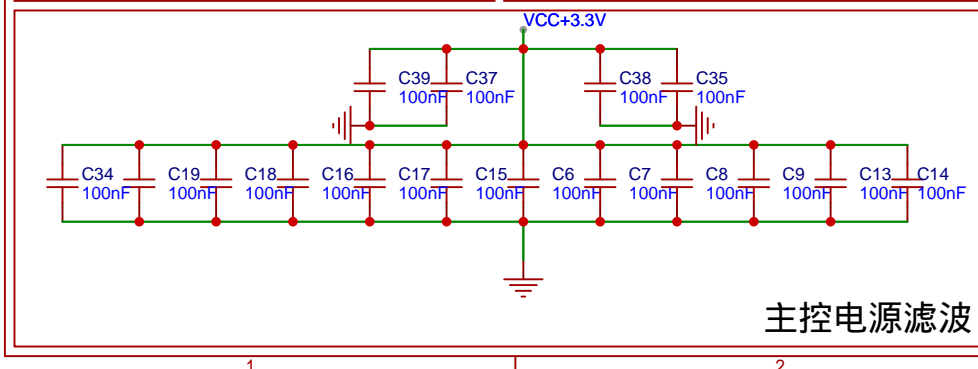 VCC+3.3V
C39 C37 C38 C35
100nF 100nF 100nF 100nF
C34 C19 C18 C16 C17 C15 C6 C7 C8 C9 C13 C14
100nF 100nF 100nF 100nF 100nF 100nF 100nF 100nF 100nF 100nF 100nF 100nF
主控电源滤波
1 2